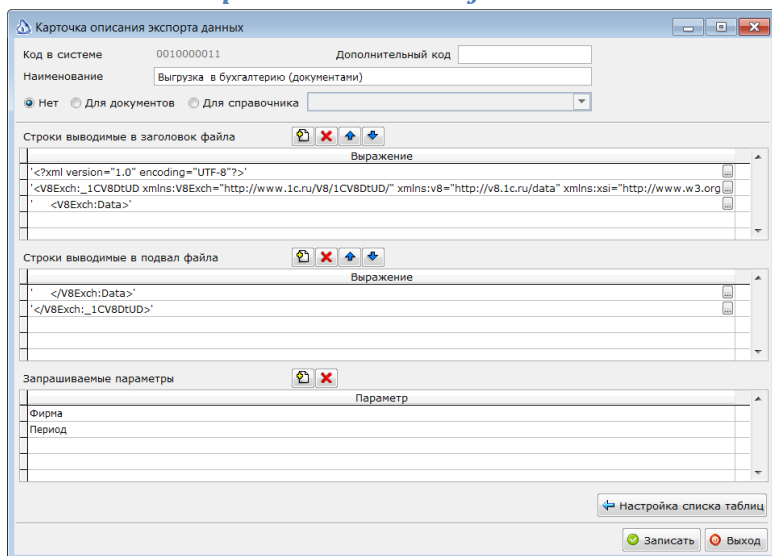 Карточка описания экспорта данных
Код в системе 0010000011 Дополнительный код
Наименование Выгрузка в бухгалтерию (документами)
Нет Для документов Для справочника
Строки выводимые в заголовок файла
Выражение
'<?xml version="1.0" encoding="UTF-8"?>'
'<V8Exch:_1CV8DtUD xmlns:V8Exch="http://www.1c.ru/V8/1CV8DtUD/" xmlns:v8="http://v8.1c.ru/data" xmlns:xsi="http://www.w3.org
' <V8Exch:Data>'
Строки выводимые в подвал файла
Выражение
' </V8Exch:Data>'
'</V8Exch:_1CV8DtUD>'
Запрашиваемые параметры
Параметр
Фирма
Период
Настройка списка таблиц
Записать Выход